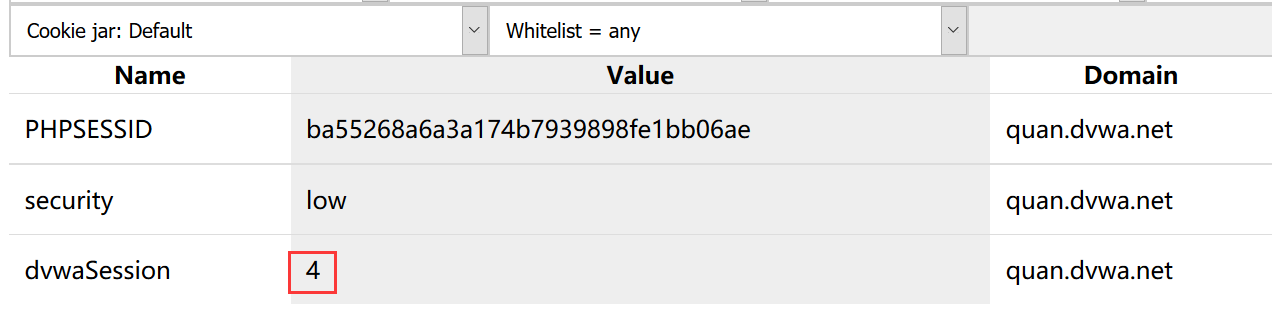 Cookie jar: Default Whitelist = any
Name Value Domain
PHPSESSID ba55268a6a3a174b7939898fe1bb06ae quan.dvwa.net
security low quan.dvwa.net
dvwaSession 4 quan.dvwa.net